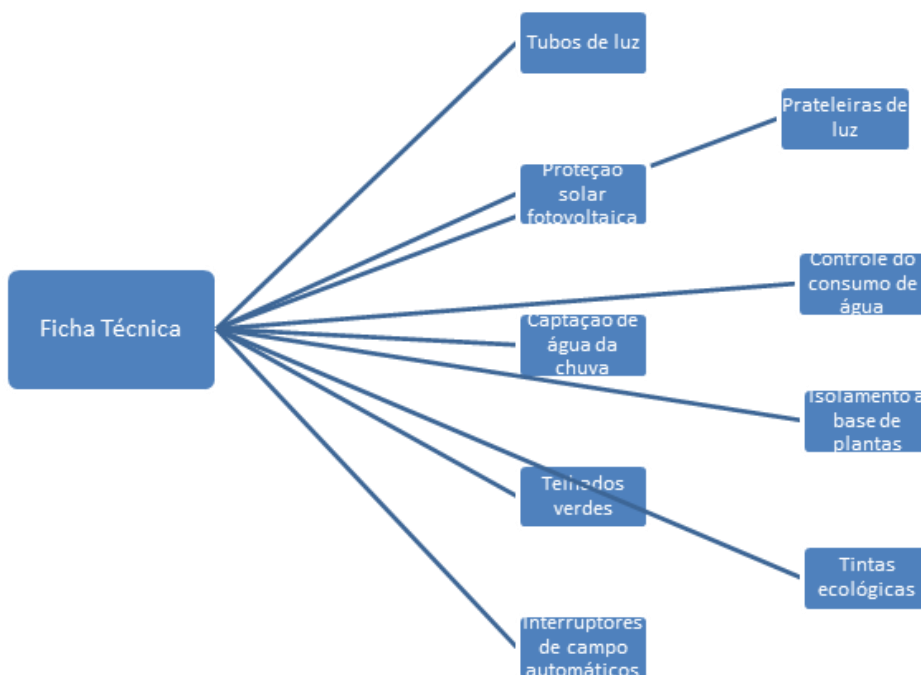 Tubos de luz
Prateleiras de
luz
Proteção
solar
fotovoltaica
Controle do
consumo de
água
Ficha Técnica
Captação de
água da
chuva
Isolamento a
base de
plantas
Telhados
verdes
Tintas
ecológicas
Interruptores
de campo
automáticos